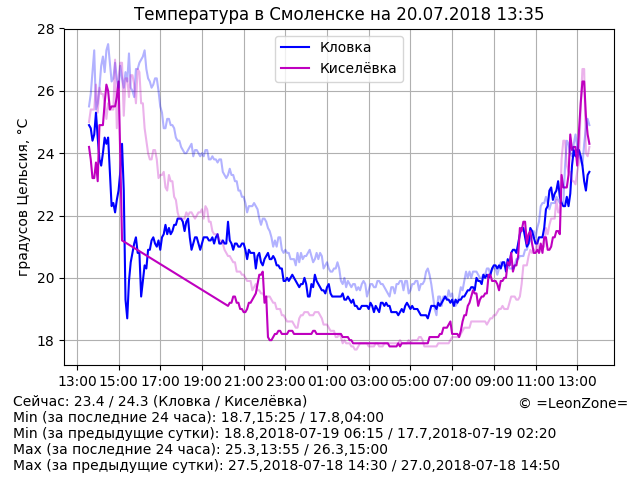 Температура в Смоленске на 20.07.2018 13:35
28
26
24
22
20
18
градусов Цельсия, °C
Кловка
Киселёвка
13:00 15:00 17:00 19:00 21:00 23:00 01:00 03:00 05:00 07:00 09:00 11:00 13:00
Сейчас: 23.4 / 24.3 (Кловка / Киселёвка)
© =LeonZone=
Min (за последние 24 часа): 18.7,15:25 / 17.8,04:00
Min (за предыдущие сутки): 18.8,2018-07-19 06:15 / 17.7,2018-07-19 02:20
Max (за последние 24 часа): 25.3,13:55 / 26.3,15:00
Max (за предыдущие сутки): 27.5,2018-07-18 14:30 / 27.0,2018-07-18 14:50